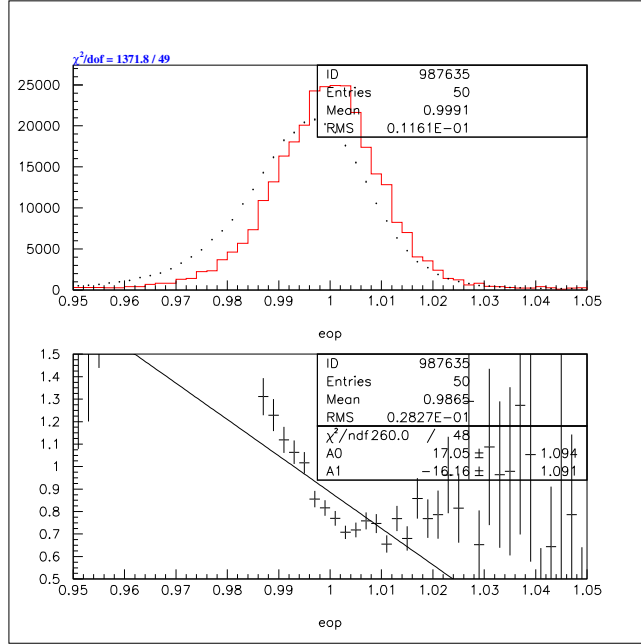 χ²/dof = 1371.8 / 49
ID 987635
Entries 50
Mean 0.9991
RMS 0.1161E-01
25000
20000
15000
10000
5000
0
0.95 0.96 0.97 0.98 0.99 1 1.01 1.02 1.03 1.04 1.05
eop
ID 987635
Entries 50
Mean 0.9865
RMS 0.2827E-01
χ²/ndf 260.0 / 48
A0 17.05 ± 1.094
A1 -16.16 ± 1.091
1.5
1.4
1.3
1.2
1.1
1
0.9
0.8
0.7
0.6
0.5
0.95 0.96 0.97 0.98 0.99 1 1.01 1.02 1.03 1.04 1.05
eop